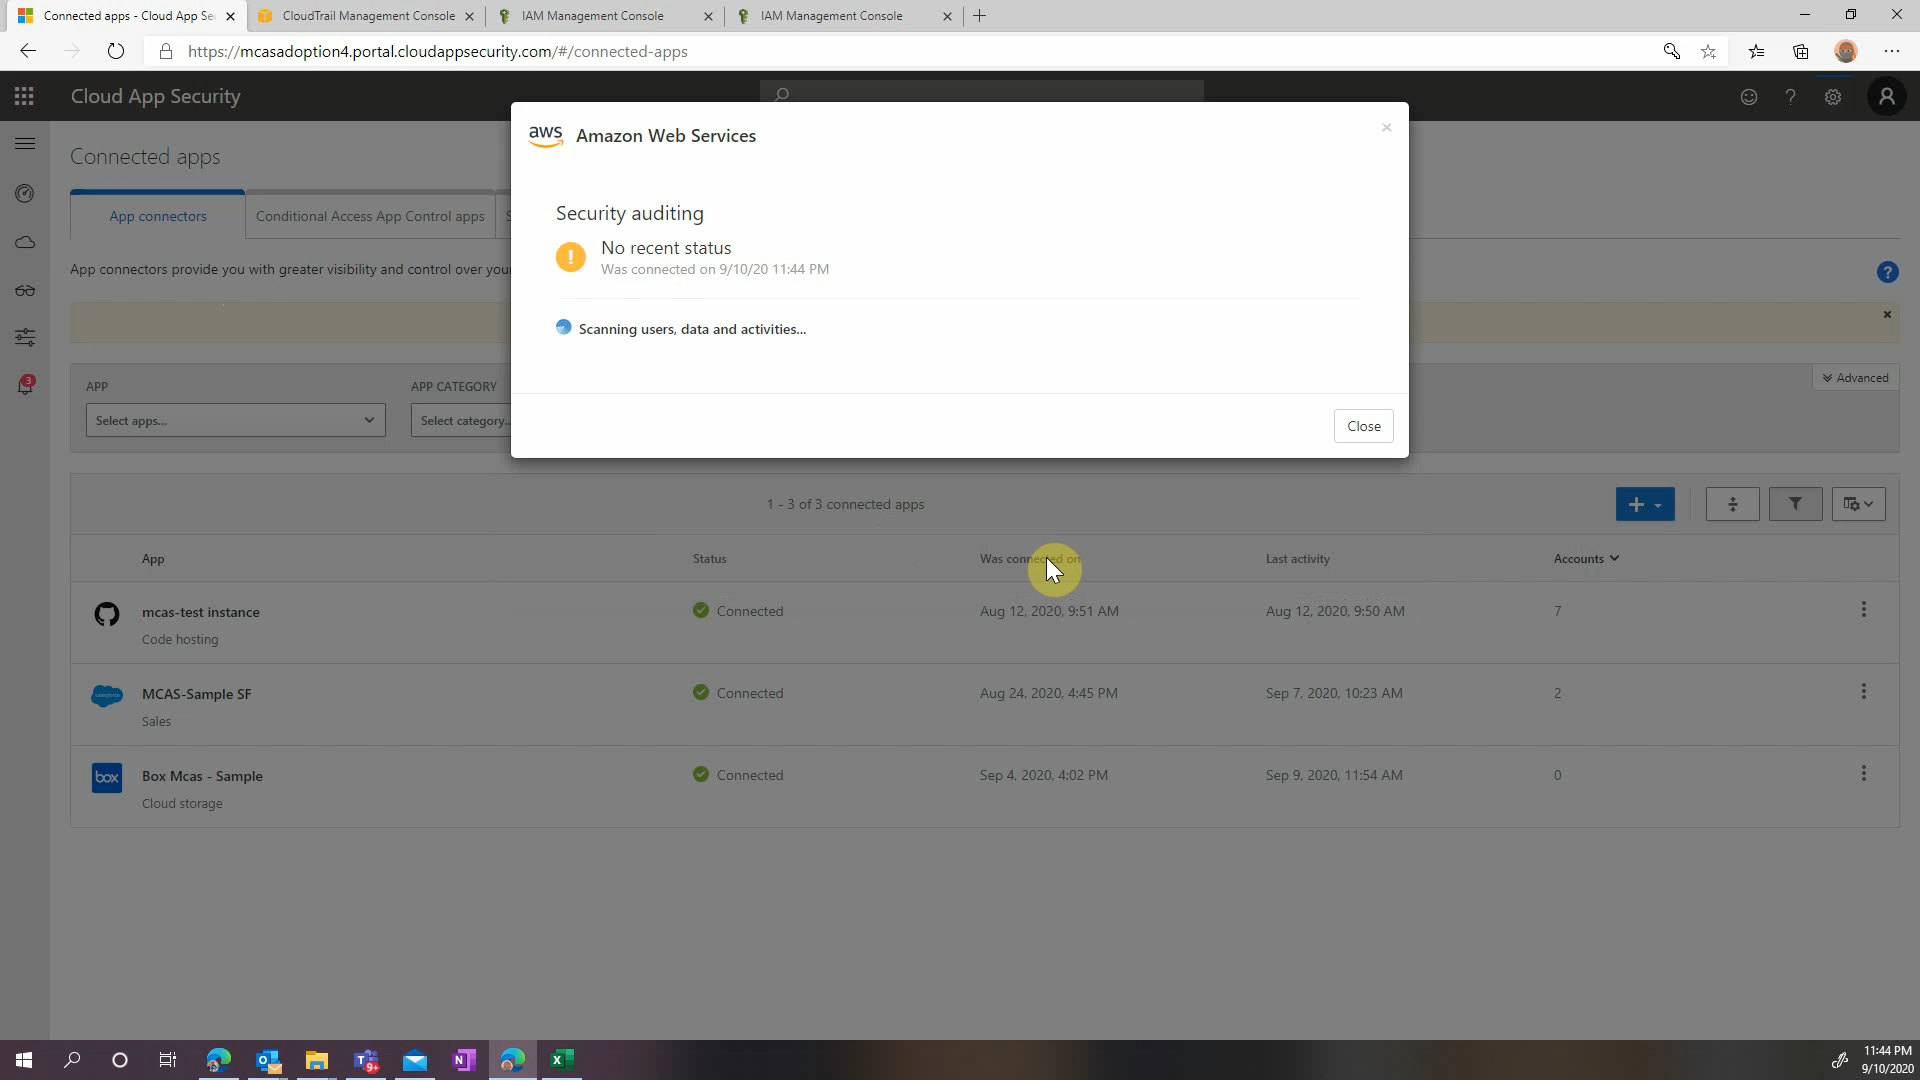 Connected apps - Cloud App Se
CloudTrail Management Console
IAM Management Console
IAM Management Console
https://mcasadoption4.portal.cloudappsecurity.com/#/connected-apps
Cloud App Security
aws Amazon Web Services
Security auditing
No recent status
Was connected on 9/10/20 11:44 PM
Scanning users, data and activities...
Close
Connected apps
App connectors
Conditional Access App Control apps
S
App connectors provide you with greater visibility and control over you
3
APP
APP CATEGORY
Advanced
Select apps...
Select category...
1 - 3 of 3 connected apps
App Status Was connected on Last activity Accounts
mcas-test instance Connected Aug 12, 2020, 9:51 AM Aug 12, 2020, 9:50 AM 7
Code hosting
salesforce MCAS-Sample SF Connected Aug 24, 2020, 4:45 PM Sep 7, 2020, 10:23 AM 2
Sales
box Box Mcas - Sample Connected Sep 4, 2020, 4:02 PM Sep 9, 2020, 11:54 AM 0
Cloud storage
9+
11:44 PM
9/10/2020